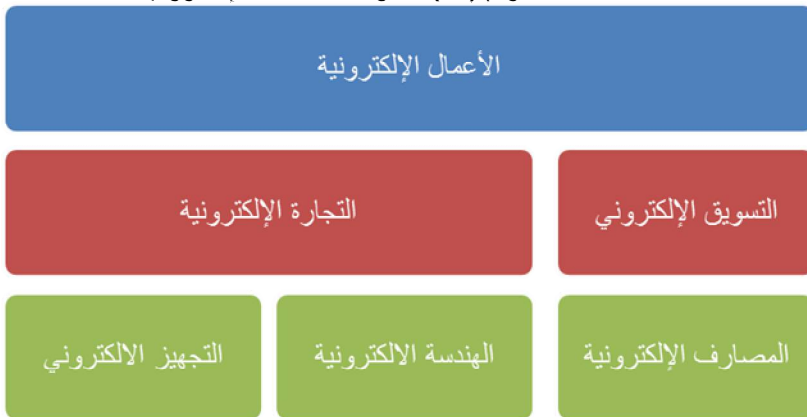 الأعمال الإلكترونية
التسويق الإلكتروني
التجارة الإلكترونية
المصارف الإلكترونية
الهندسة الالكترونية
التجهيز الالكتروني